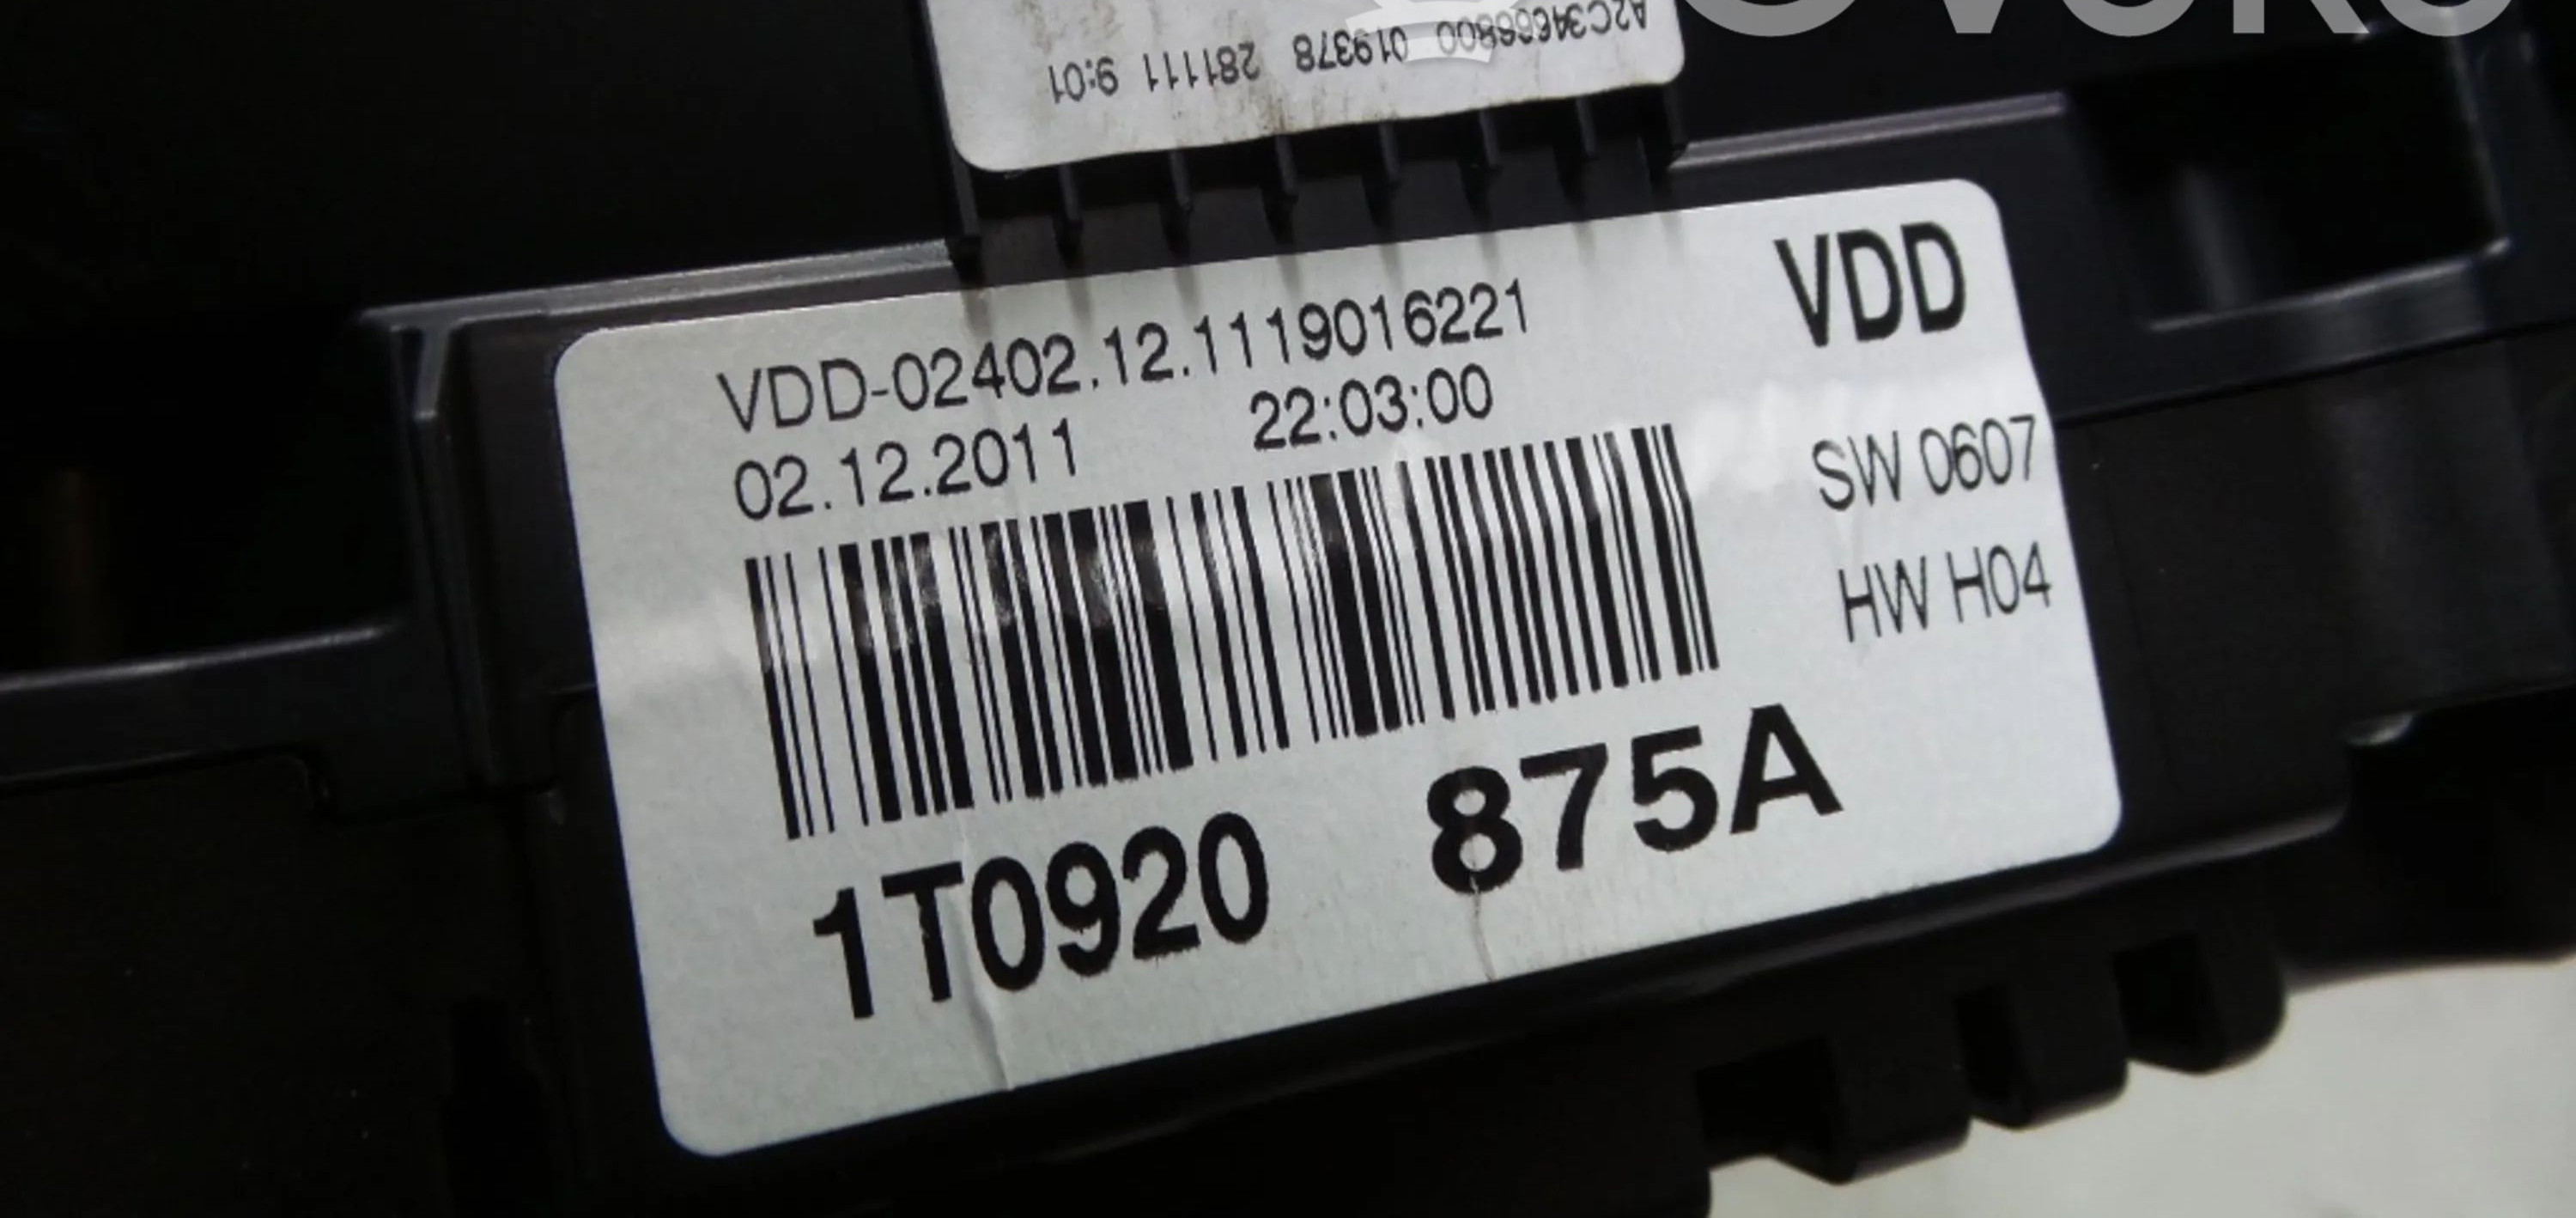 A2C34666800 019378 281111 9:01
VDD
VDD-02402.12.1119016221
02.12.2011 22:03:00
SW 0607
HW H04
1T0920 875A